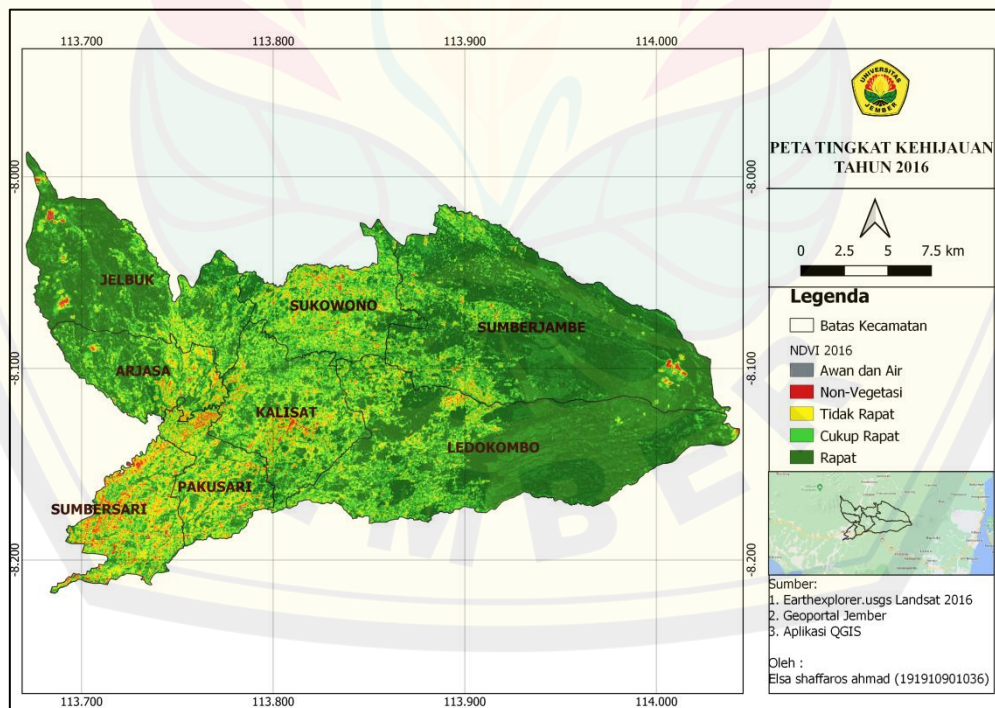 113.700 113.800 113.900 114.000
-8.000 -8.000
-8.100 -8.100
-8.200 -8.200
JELBUK
SUKOWONO
SUMBERJAMBE
ARJASA
KALISAT
LEDOKOMBO
PAKUSARI
SUMBERSARI
113.700 113.800 113.900 114.000
UNIVERSITAS
JEMBER
PETA TINGKAT KEHIJAUAN
TAHUN 2016
0 2.5 5 7.5 km
Legenda
Batas Kecamatan
NDVI 2016
Awan dan Air
Non-Vegetasi
Tidak Rapat
Cukup Rapat
Rapat
Sumber:
1. Earthexplorer.usgs Landsat 2016
2. Geoportal Jember
3. Aplikasi QGIS
Oleh :
Elsa shaffaros ahmad (191910901036)